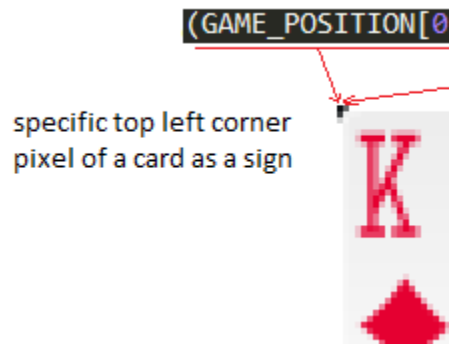 (GAME_POSITION[0
specific top left corner
pixel of a card as a sign
K